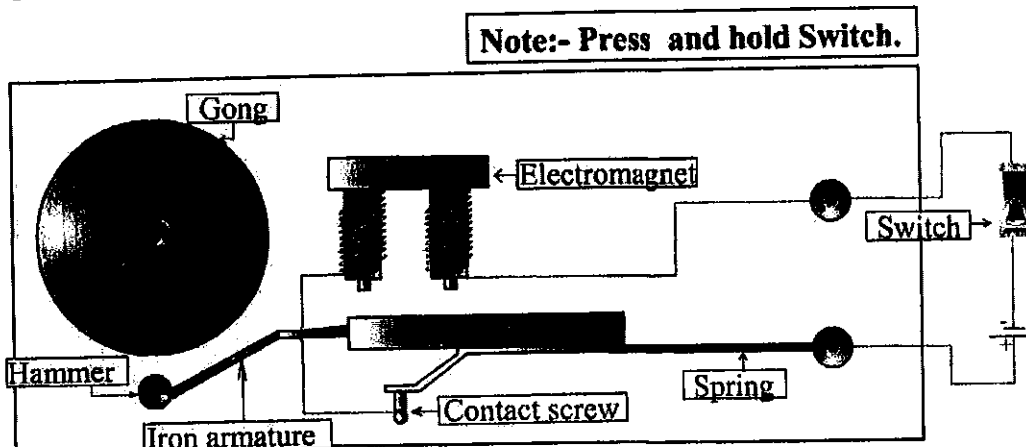 Note:- Press and hold Switch.
Gong
Electromagnet
Switch
Hammer
Spring
Contact screw
Iron armature
+